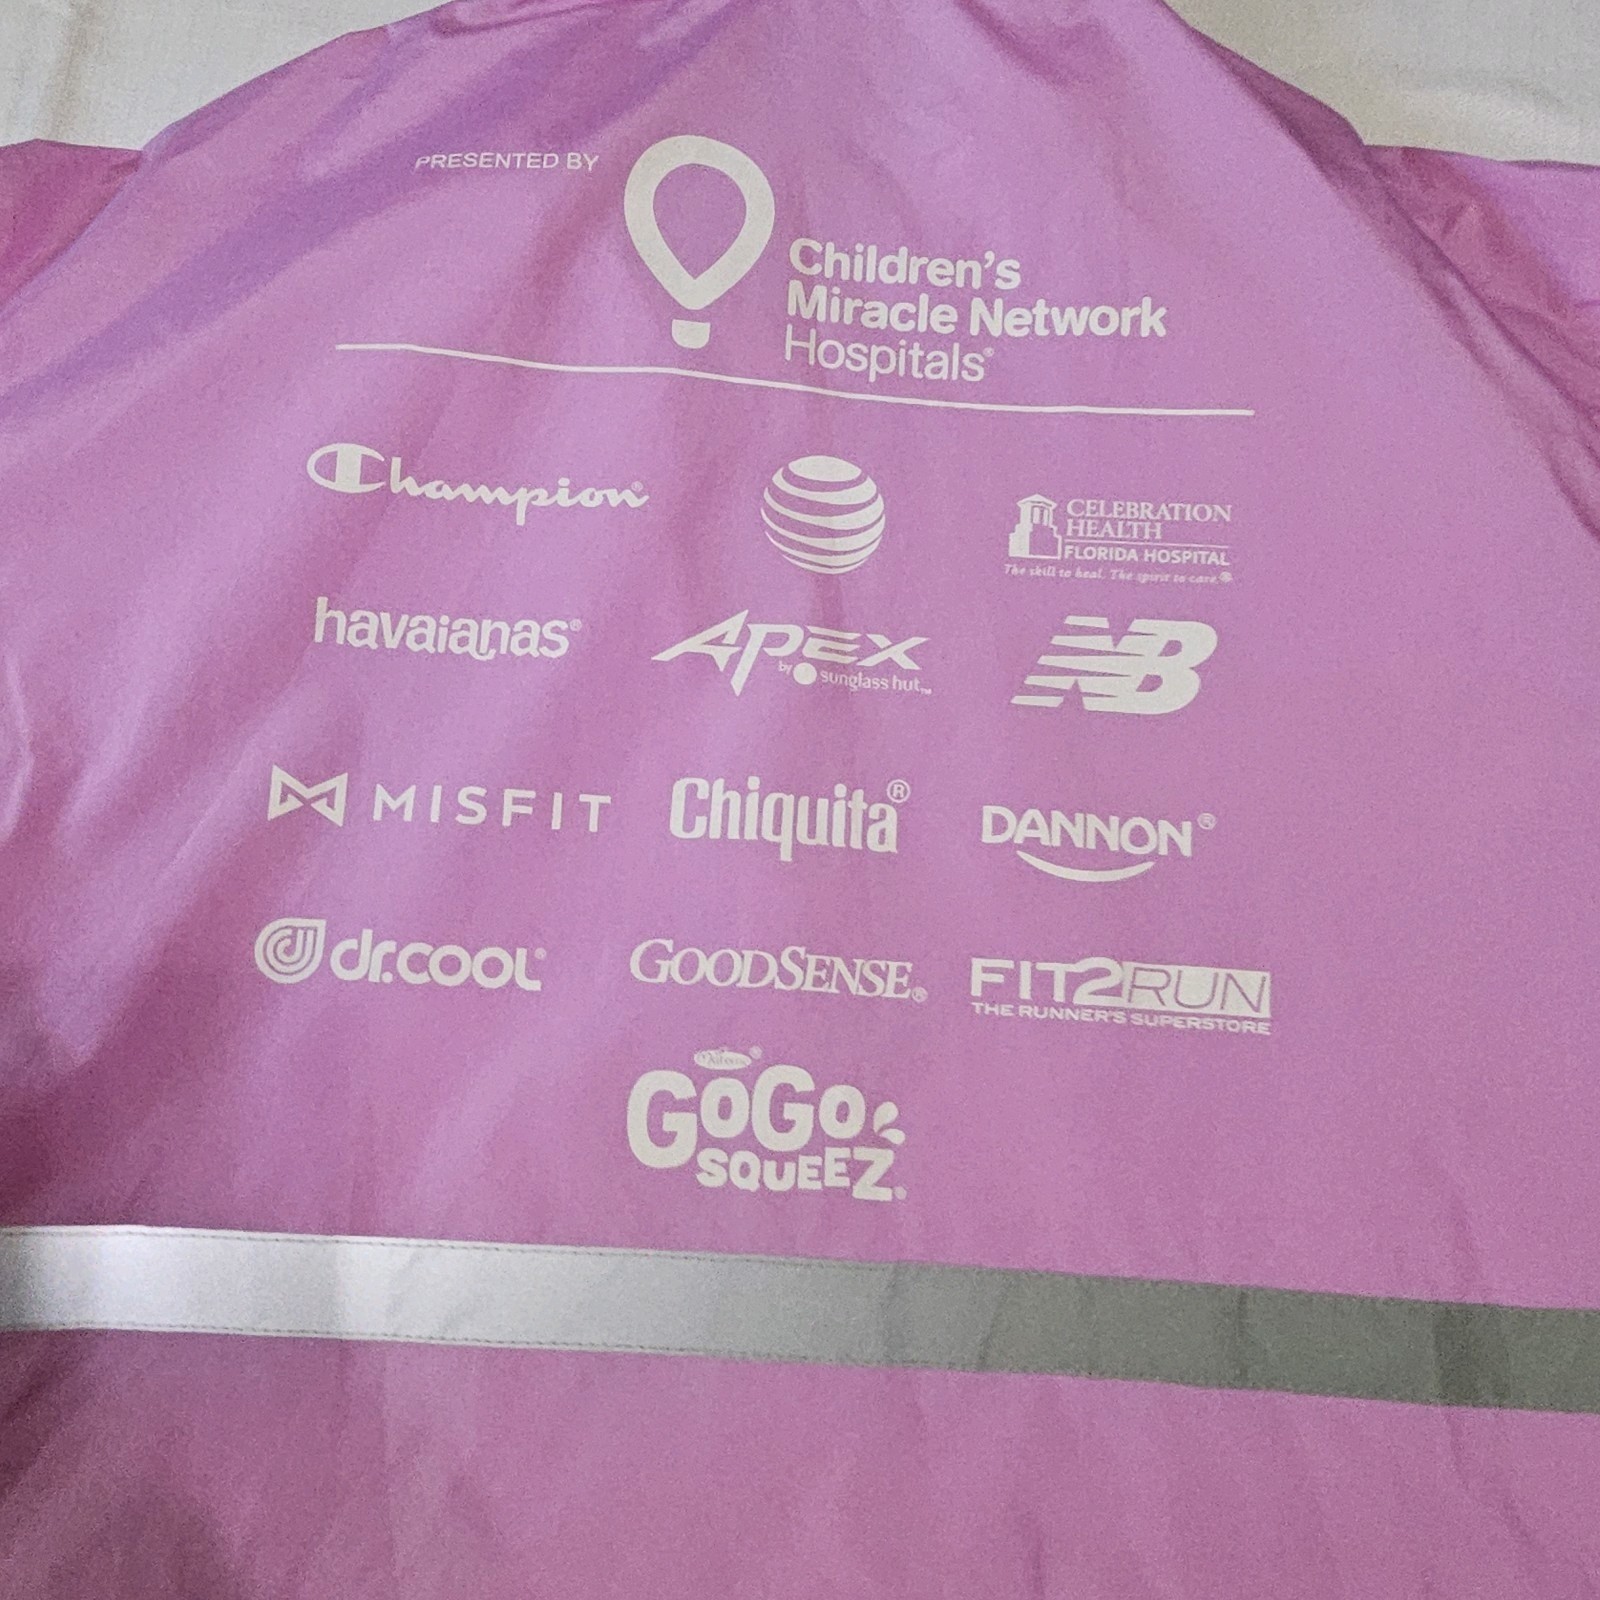 PRESENTED BY
Children's
Miracle Network
Hospitals®
Champion®
CELEBRATION
HEALTH
FLORIDA HOSPITAL
The skill to heal. The spirit to care.®
havaianas®
APEX
by sunglass hut™
NB
MISFIT
Chiquita®
DANNON®
dr.cool®
GOODSENSE®
FIT2RUN
THE RUNNER'S SUPERSTORE
GoGo
SQUEEZ®